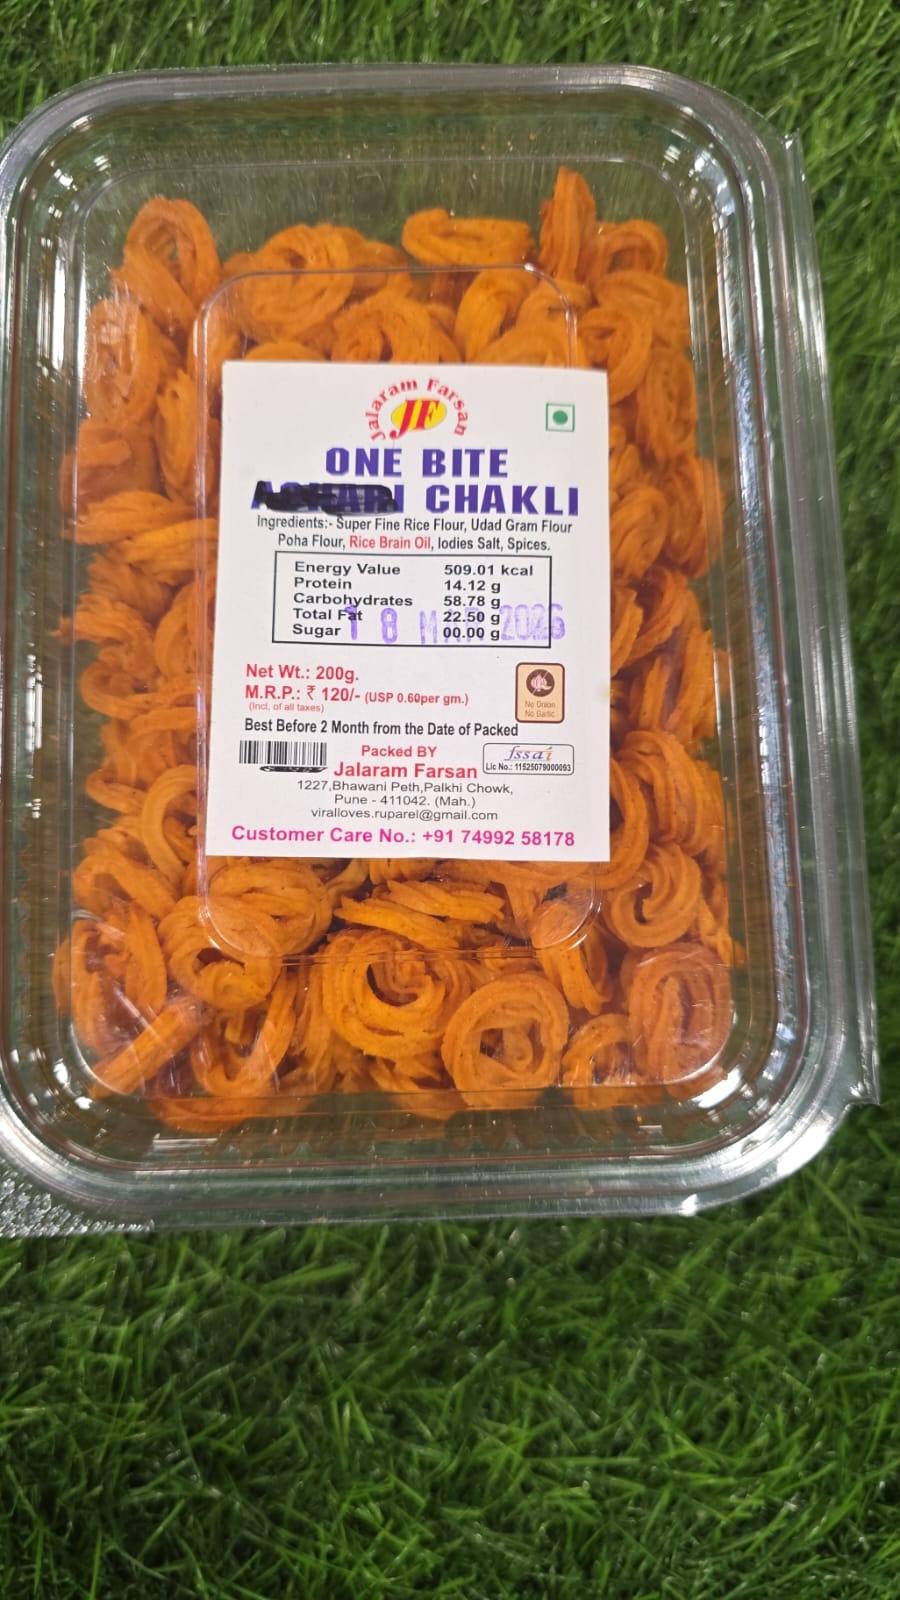 Jalaram Farsan
JF
ONE BITE
ACHARI CHAKLI
Ingredients:- Super Fine Rice Flour, Udad Gram Flour
Poha Flour, Rice Brain Oil, Iodies Salt, Spices.
Energy Value 509.01 kcal
Protein 14.12 g
Carbohydrates 58.78 g
Total Fat 22.50 g
Sugar 00.00 g
18 MAR 2026
Net Wt.: 200g.
M.R.P.: ₹ 120/- (USP 0.60per gm.)
(Incl, of all taxes)
No Onion
No Garlic
Best Before 2 Month from the Date of Packed
Packed BY
Jalaram Farsan
fssai
Lic No.: 11525079000093
1227,Bhawani Peth,Palkhi Chowk,
Pune - 411042. (Mah.)
viralloves.ruparel@gmail.com
Customer Care No.: +91 74992 58178